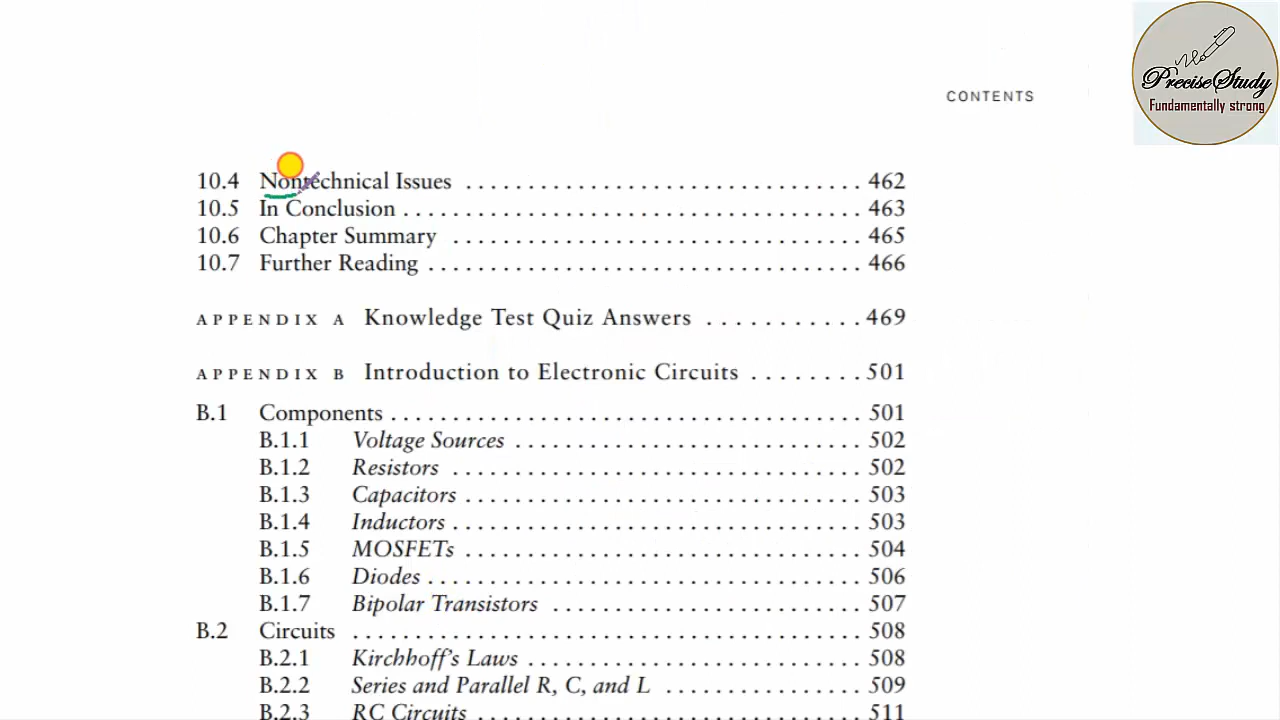 PreciseStudy
Fundamentally strong
CONTENTS
10.4 Nontechnical Issues . . . . . . . . . . . . . . . . . . . . . . . . . . . . . . . . 462
10.5 In Conclusion . . . . . . . . . . . . . . . . . . . . . . . . . . . . . . . . . . . . . 463
10.6 Chapter Summary . . . . . . . . . . . . . . . . . . . . . . . . . . . . . . . . . 465
10.7 Further Reading . . . . . . . . . . . . . . . . . . . . . . . . . . . . . . . . . . . 466
APPENDIX A Knowledge Test Quiz Answers . . . . . . . . . . . 469
APPENDIX B Introduction to Electronic Circuits . . . . . . . . 501
B.1 Components . . . . . . . . . . . . . . . . . . . . . . . . . . . . . . . . . . . . . . 501
B.1.1 Voltage Sources . . . . . . . . . . . . . . . . . . . . . . . . . . . . 502
B.1.2 Resistors . . . . . . . . . . . . . . . . . . . . . . . . . . . . . . . . . 502
B.1.3 Capacitors . . . . . . . . . . . . . . . . . . . . . . . . . . . . . . . . 503
B.1.4 Inductors . . . . . . . . . . . . . . . . . . . . . . . . . . . . . . . . . 503
B.1.5 MOSFETs . . . . . . . . . . . . . . . . . . . . . . . . . . . . . . . . 504
B.1.6 Diodes . . . . . . . . . . . . . . . . . . . . . . . . . . . . . . . . . . . 506
B.1.7 Bipolar Transistors . . . . . . . . . . . . . . . . . . . . . . . . . 507
B.2 Circuits . . . . . . . . . . . . . . . . . . . . . . . . . . . . . . . . . . . . . . . . . 508
B.2.1 Kirchhoff's Laws . . . . . . . . . . . . . . . . . . . . . . . . . . . 508
B.2.2 Series and Parallel R, C, and L . . . . . . . . . . . . . . . . 509
B.2.3 RC Circuits . . . . . . . . . . . . . . . . . . . . . . . . . . . . . . . 511